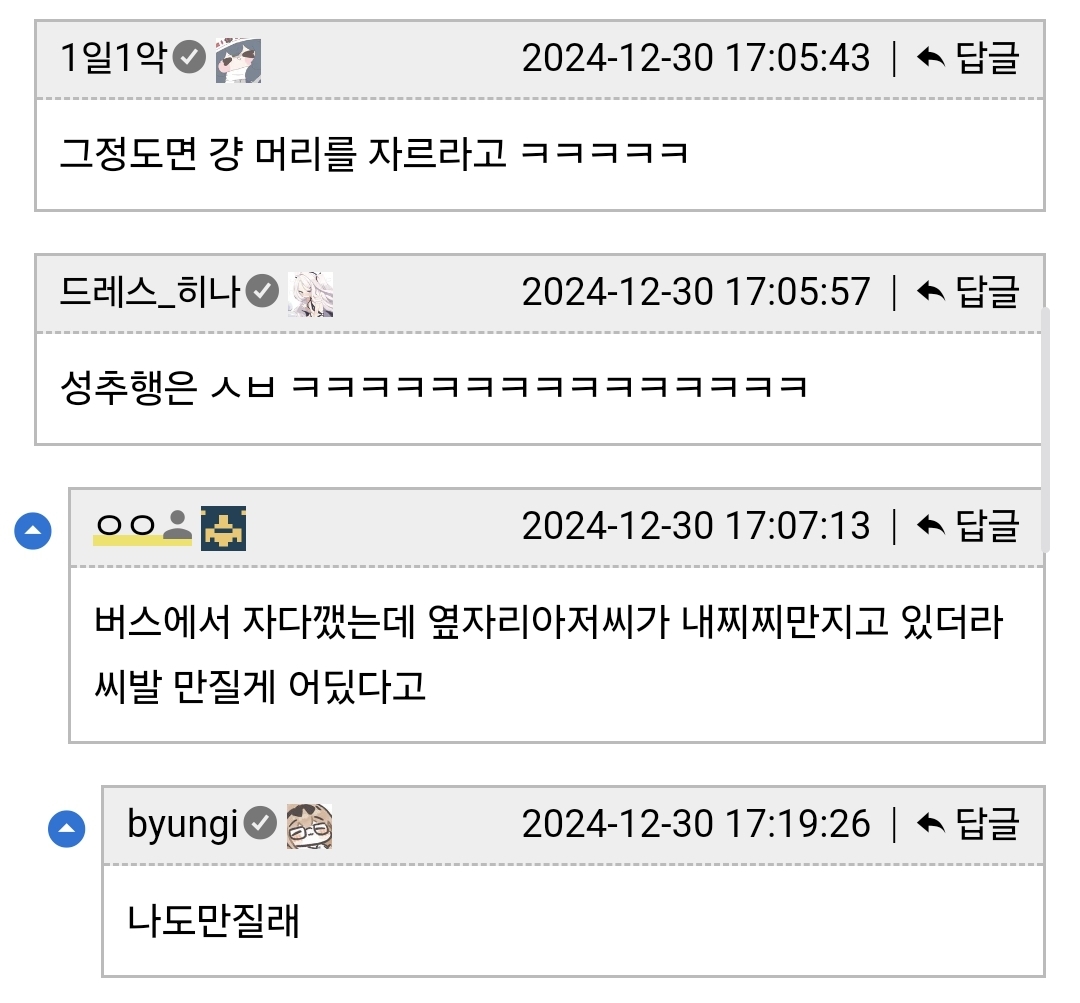 1일1악 2024-12-30 17:05:43 | 답글
그정도면 걍 머리를 자르라고 ㅋㅋㅋㅋㅋ
드레스_히나 2024-12-30 17:05:57 | 답글
성추행은 ㅅㅂ ㅋㅋㅋㅋㅋㅋㅋㅋㅋㅋㅋㅋㅋㅋㅋ
ㅇㅇ 2024-12-30 17:07:13 | 답글
버스에서 자다깼는데 옆자리아저씨가 내찌찌만지고 있더라
씨발 만질게 어딨다고
byungi 2024-12-30 17:19:26 | 답글
나도만질래